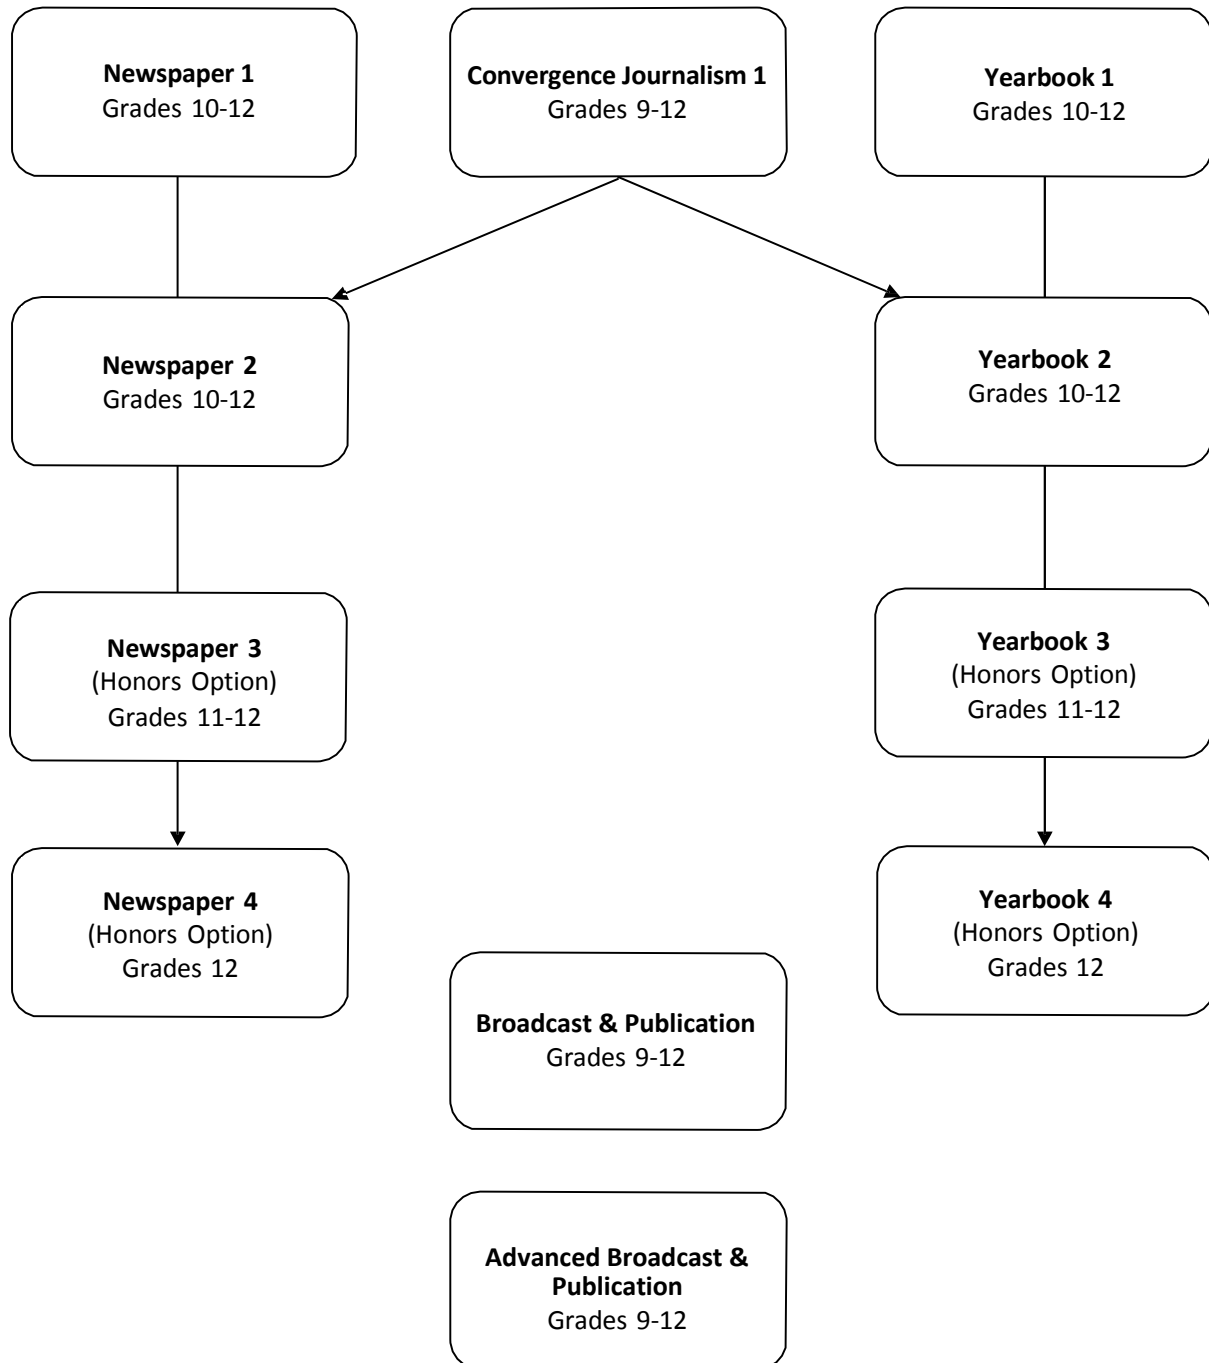 Newspaper 1
Grades 10-12
Convergence Journalism 1
Grades 9-12
Yearbook 1
Grades 10-12
Newspaper 2
Grades 10-12
Yearbook 2
Grades 10-12
Newspaper 3
(Honors Option)
Grades 11-12
Yearbook 3
(Honors Option)
Grades 11-12
Newspaper 4
(Honors Option)
Grades 12
Yearbook 4
(Honors Option)
Grades 12
Broadcast & Publication
Grades 9-12
Advanced Broadcast &
Publication
Grades 9-12